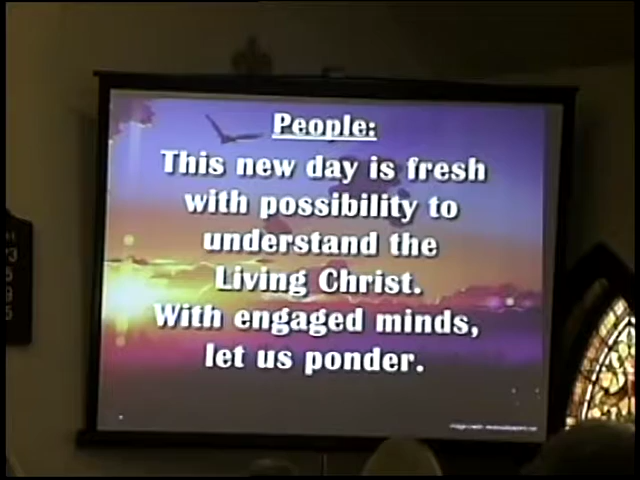 People:
This new day is fresh
with possibility to
understand the
Living Christ.
With engaged minds,
let us ponder.